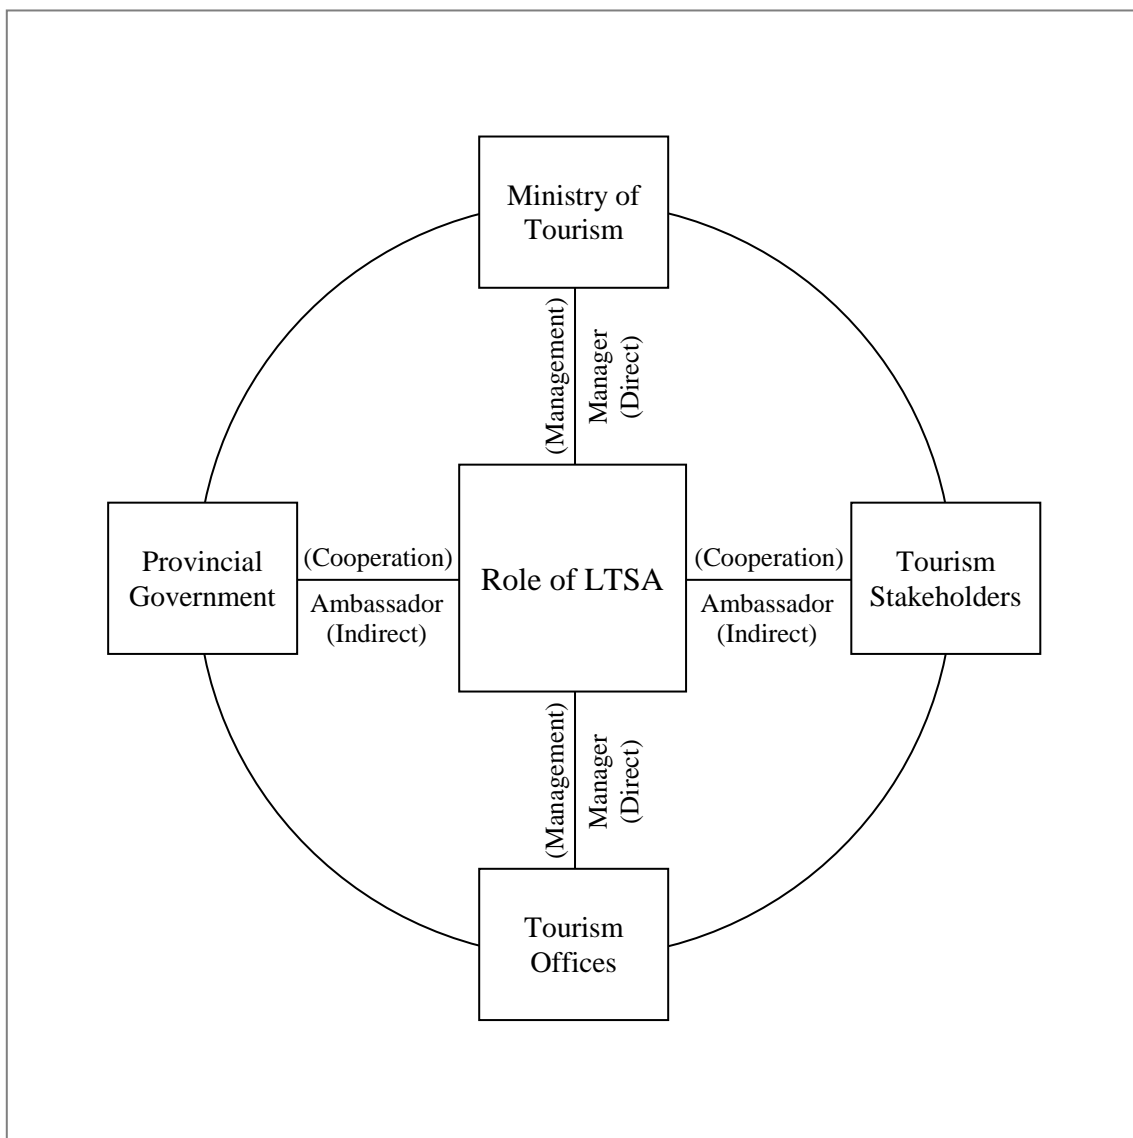 Ministry of
Tourism
(Management)
Manager
(Direct)
Provincial
Government
(Cooperation)
Ambassador
(Indirect)
Role of LTSA
(Cooperation)
Ambassador
(Indirect)
Tourism
Stakeholders
(Management)
Manager
(Direct)
Tourism
Offices